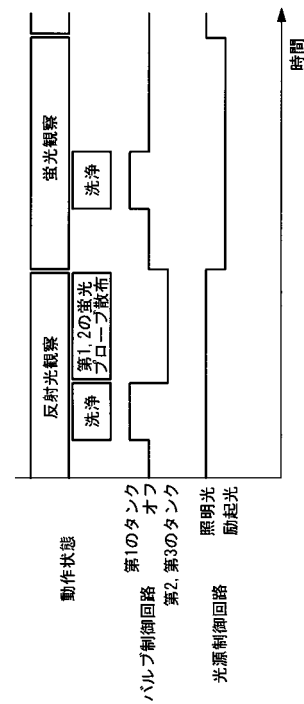 動作状態
反射光観察
蛍光観察
洗浄
第1,2の蛍光
プローブ散布
洗浄
バルブ制御回路
第1のタンク
オフ
第2,第3のタンク
光源制御回路
照明光
励起光
時間